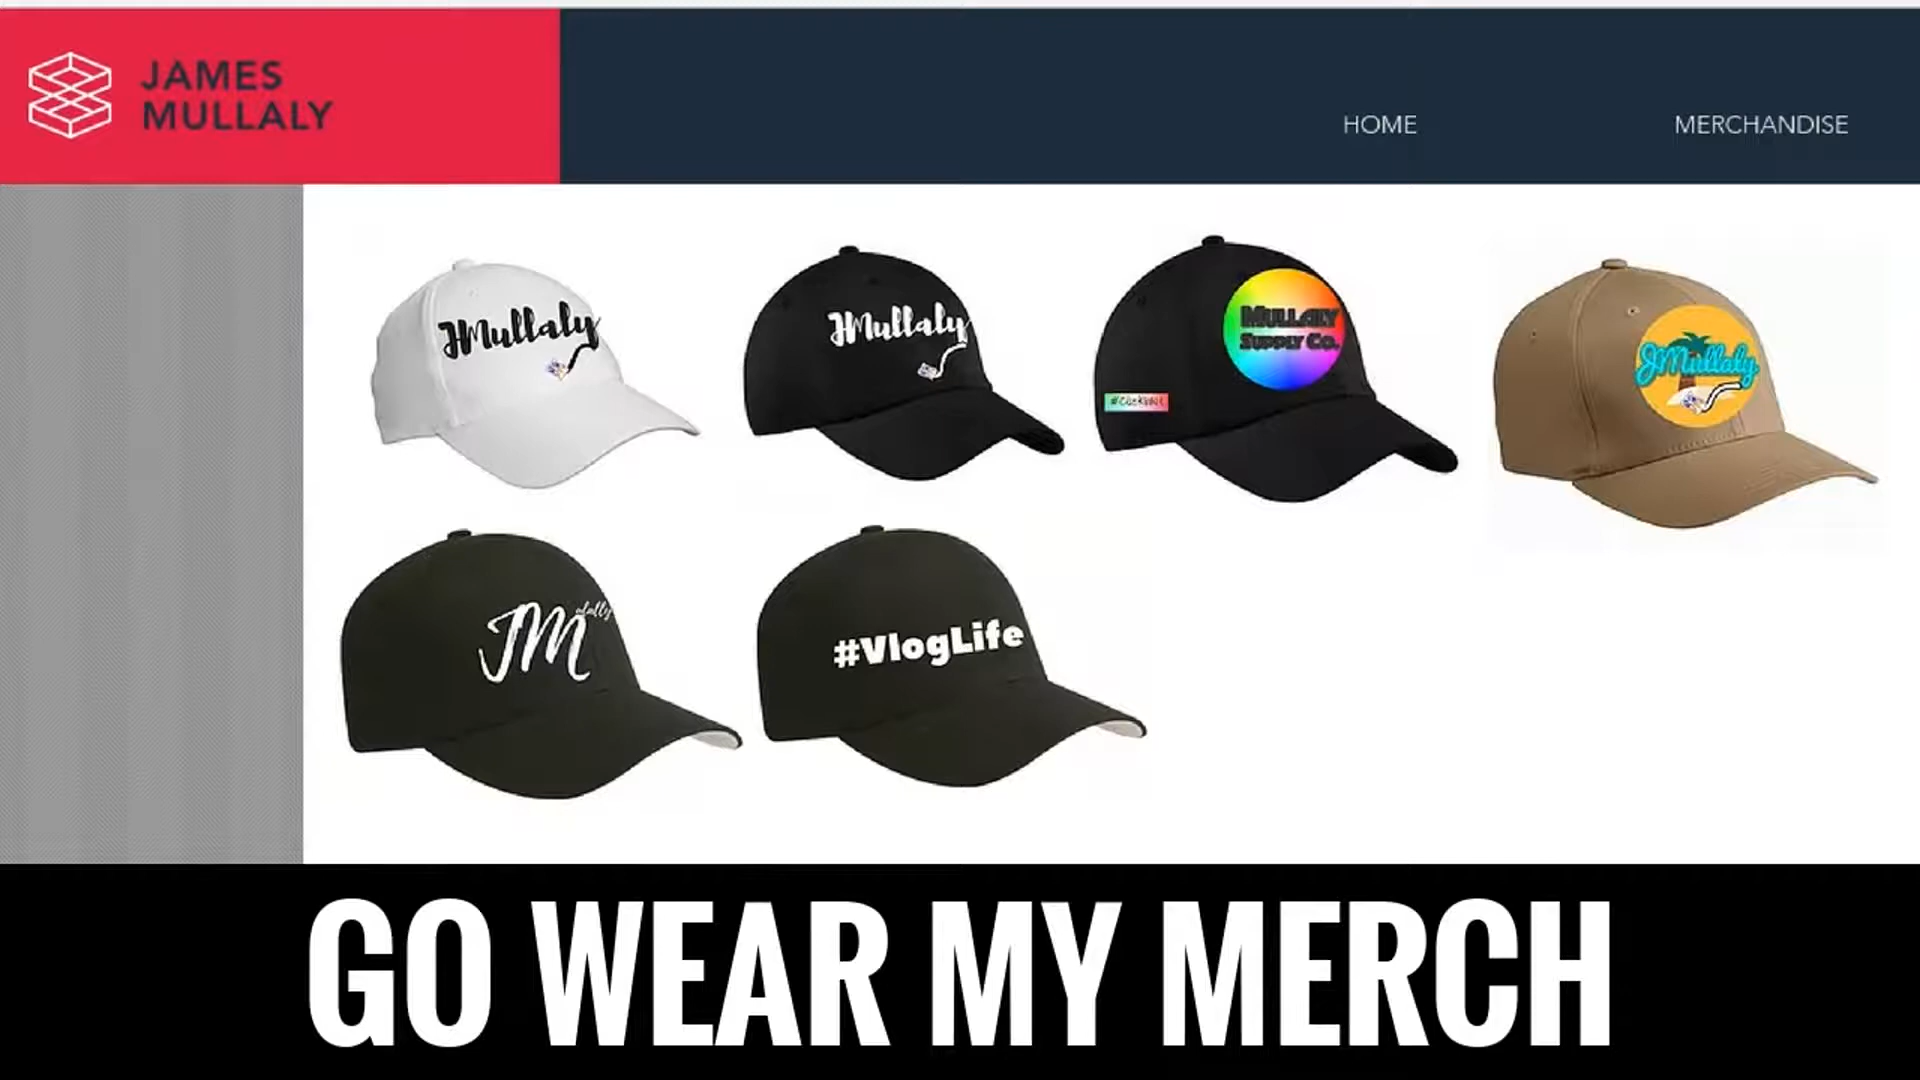 JAMES
MULLALY
HOME
MERCHANDISE
JMullaly
JMullaly
MULLALY
SUPPLY CO.
JMullaly
JM
#VlogLife
GO WEAR MY MERCH